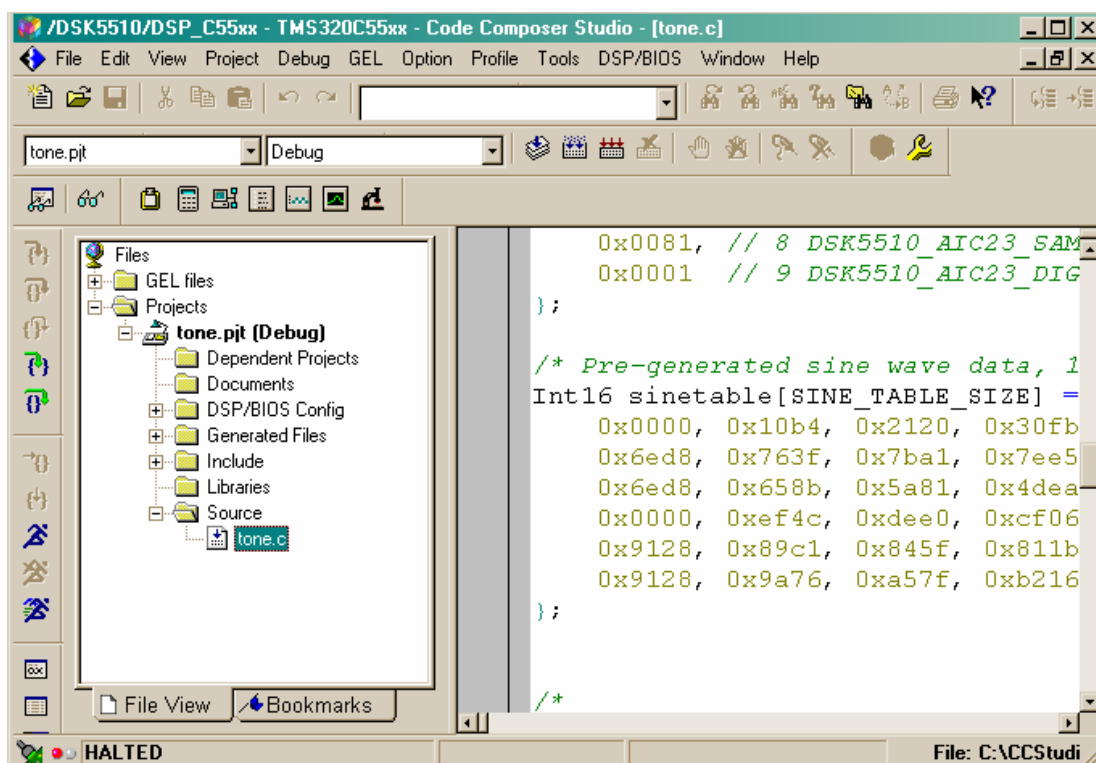 /DSK5510/DSP_C55xx - TMS320C55xx - Code Composer Studio - [tone.c]
File Edit View Project Debug GEL Option Profile Tools DSP/BIOS Window Help
tone.pjt Debug
Files
GEL files
Projects
tone.pjt (Debug)
Dependent Projects
Documents
DSP/BIOS Config
Generated Files
Include
Libraries
Source
tone.c
File View Bookmarks
0x0081, // 8 DSK5510_AIC23_SAM
0x0001 // 9 DSK5510_AIC23_DIG
};
/* Pre-generated sine wave data, 1
Int16 sinetable[SINE_TABLE_SIZE] =
0x0000, 0x10b4, 0x2120, 0x30fb
0x6ed8, 0x763f, 0x7ba1, 0x7ee5
0x6ed8, 0x658b, 0x5a81, 0x4dea
0x0000, 0xef4c, 0xdee0, 0xcf06
0x9128, 0x89c1, 0x845f, 0x811b
0x9128, 0x9a76, 0xa57f, 0xb216
};
/*
HALTED File: C:\CCStudi